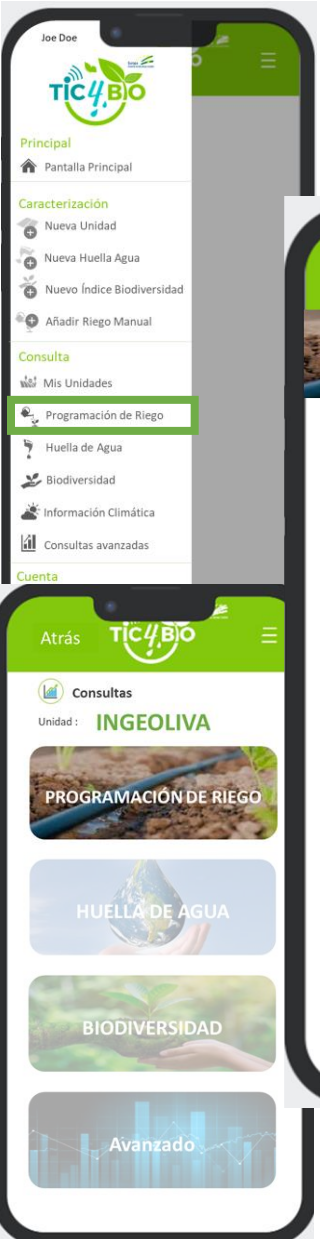 Joe Doe
TIC4BIO
Principal
Pantalla Principal
Caracterización
Nueva Unidad
Nueva Huella Agua
Nuevo Índice Biodiversidad
Añadir Riego Manual
Consulta
Mis Unidades
Programación de Riego
Huella de Agua
Biodiversidad
Información Climática
Consultas avanzadas
Cuenta
Atrás
TIC4BIO
Consultas
Unidad : INGEOLIVA
PROGRAMACIÓN DE RIEGO
HUELLA DE AGUA
BIODIVERSIDAD
Avanzado